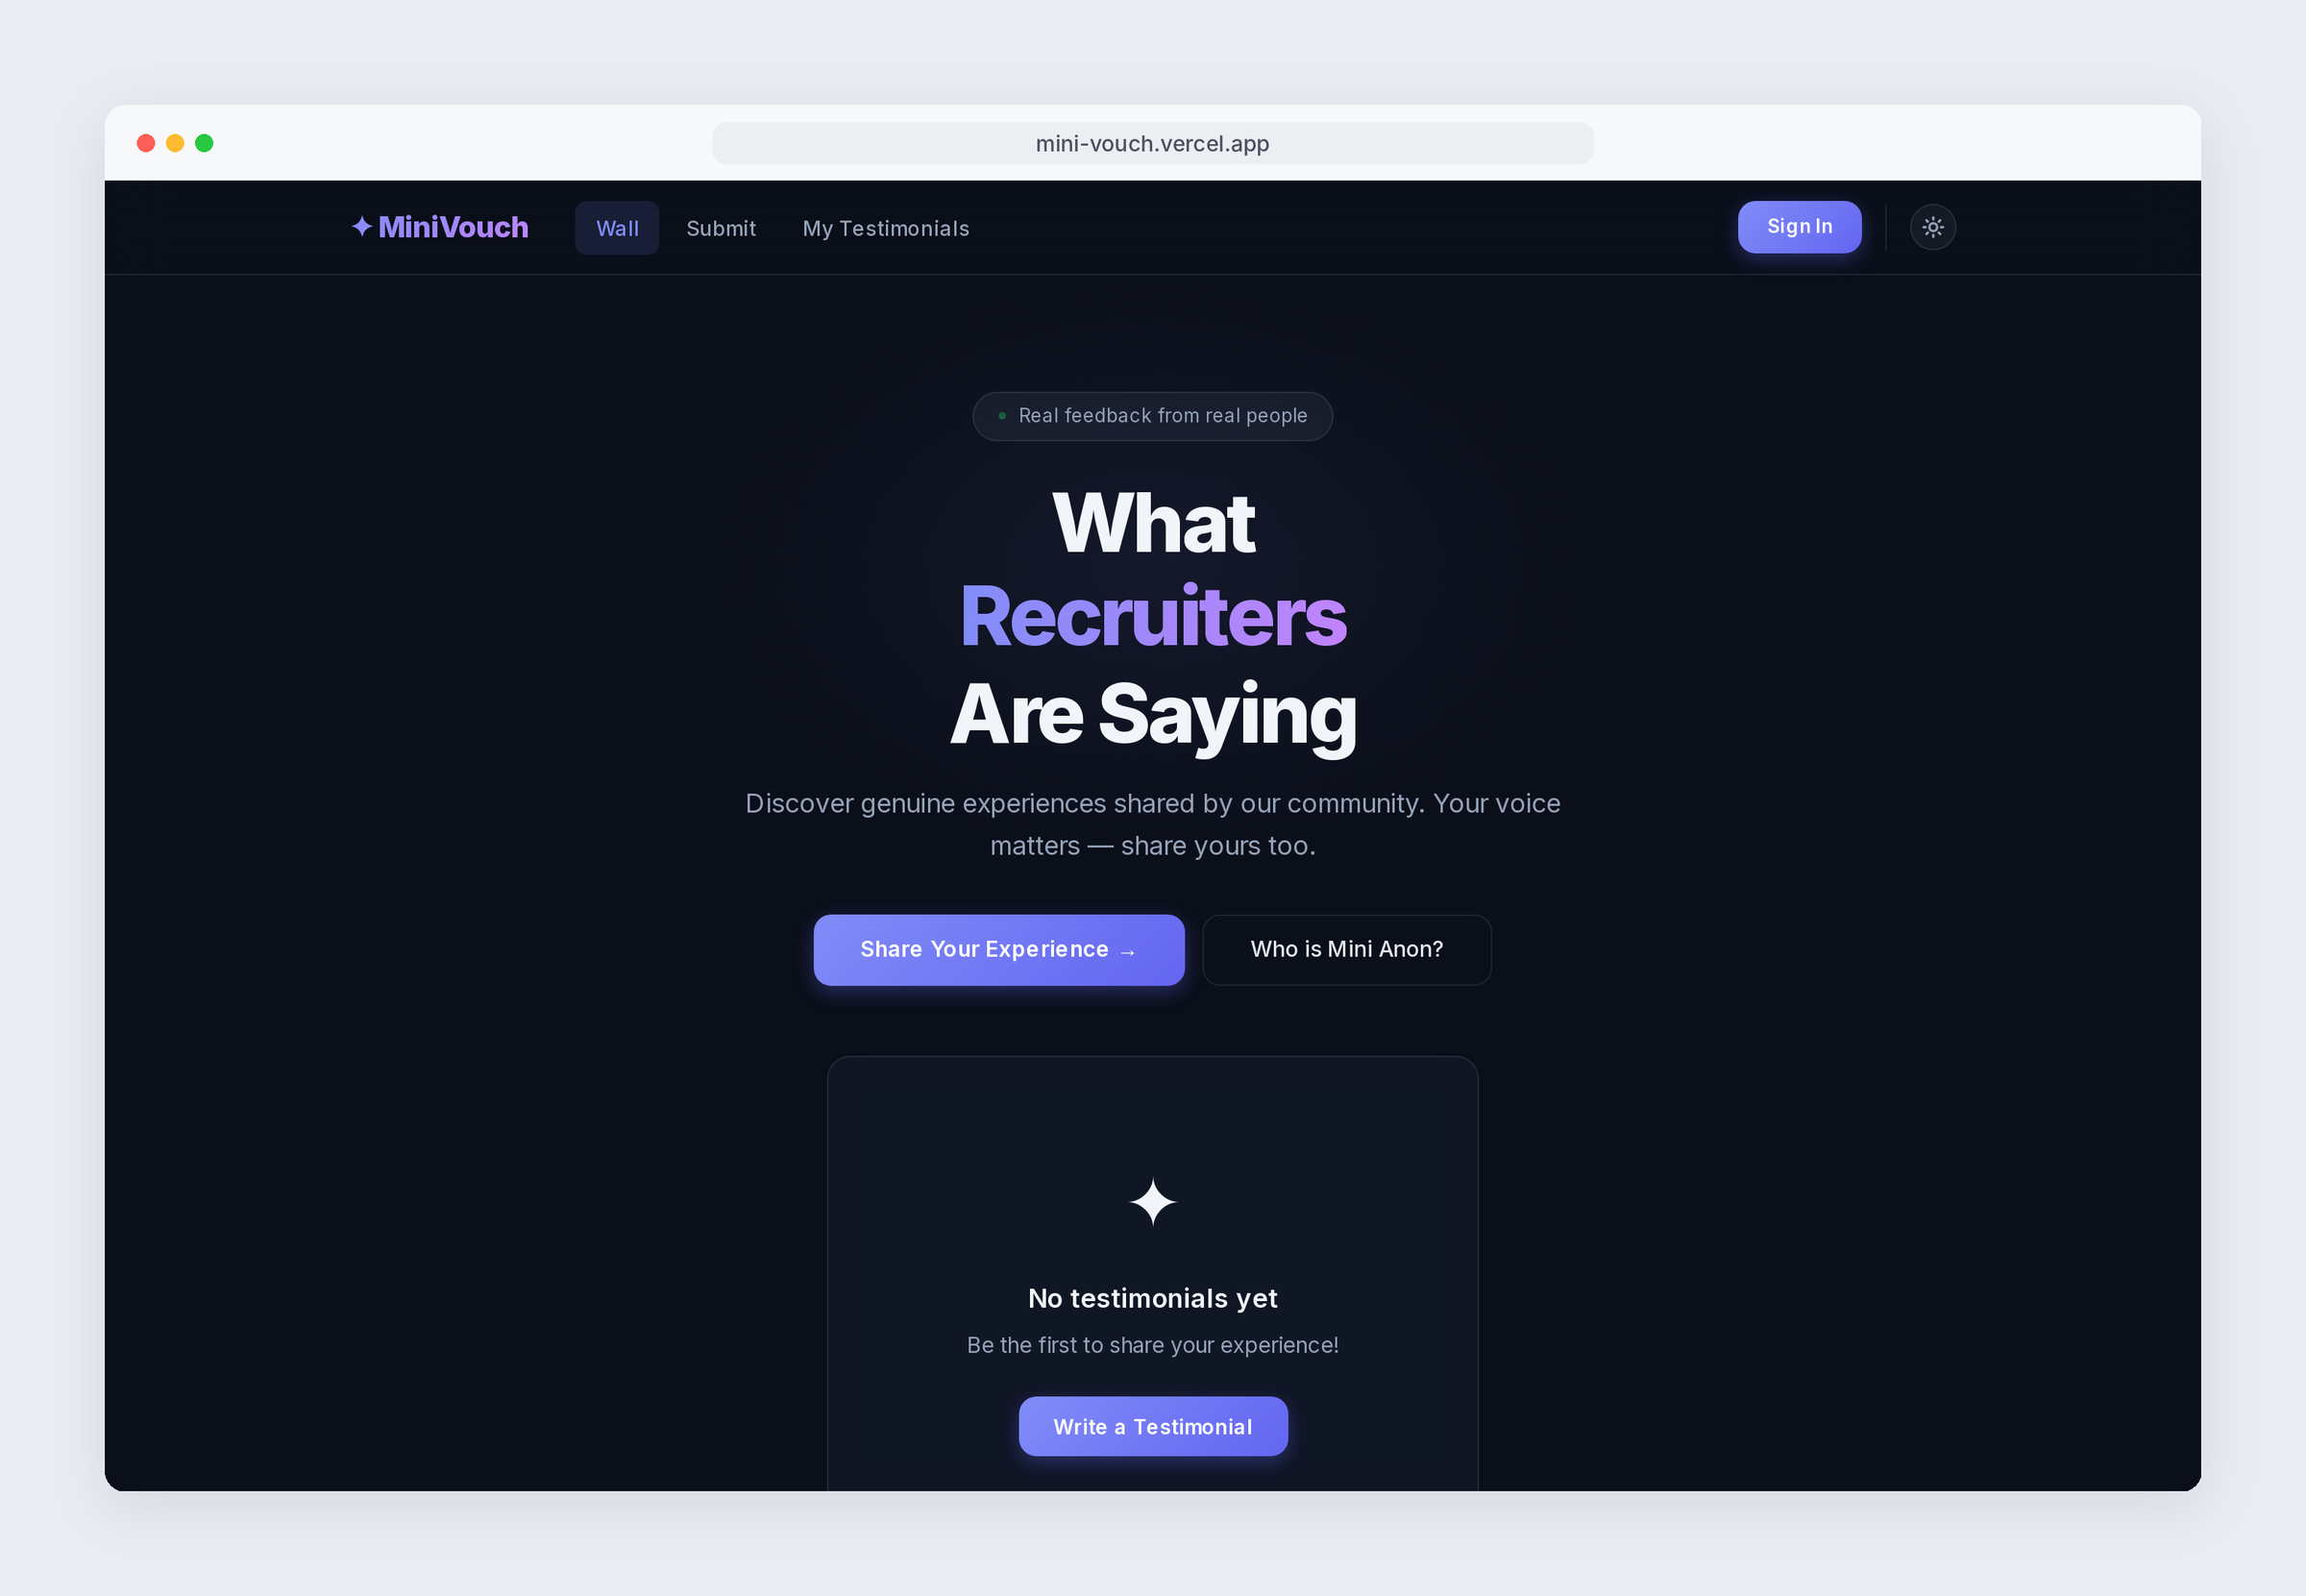 mini-vouch.vercel.app
✦ MiniVouch Wall Submit My Testimonials Sign In
Real feedback from real people
What
Recruiters
Are Saying
Discover genuine experiences shared by our community. Your voice
matters — share yours too.
Share Your Experience → Who is Mini Anon?
No testimonials yet
Be the first to share your experience!
Write a Testimonial